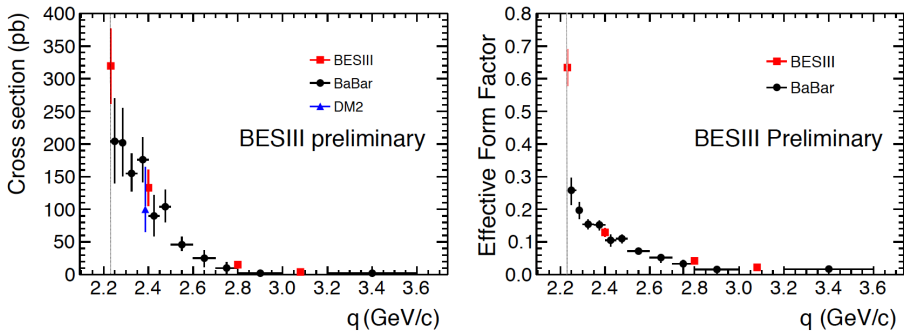 Cross section (pb)
400
350
300
250
200
150
100
50
0
BESIII
BaBar
DM2
BESIII preliminary
2.2 2.4 2.6 2.8 3.0 3.2 3.4 3.6
q (GeV/c)
Effective Form Factor
0.8
0.7
0.6
0.5
0.4
0.3
0.2
0.1
0.0
BESIII
BaBar
BESIII Preliminary
2.2 2.4 2.6 2.8 3.0 3.2 3.4 3.6
q (GeV/c)